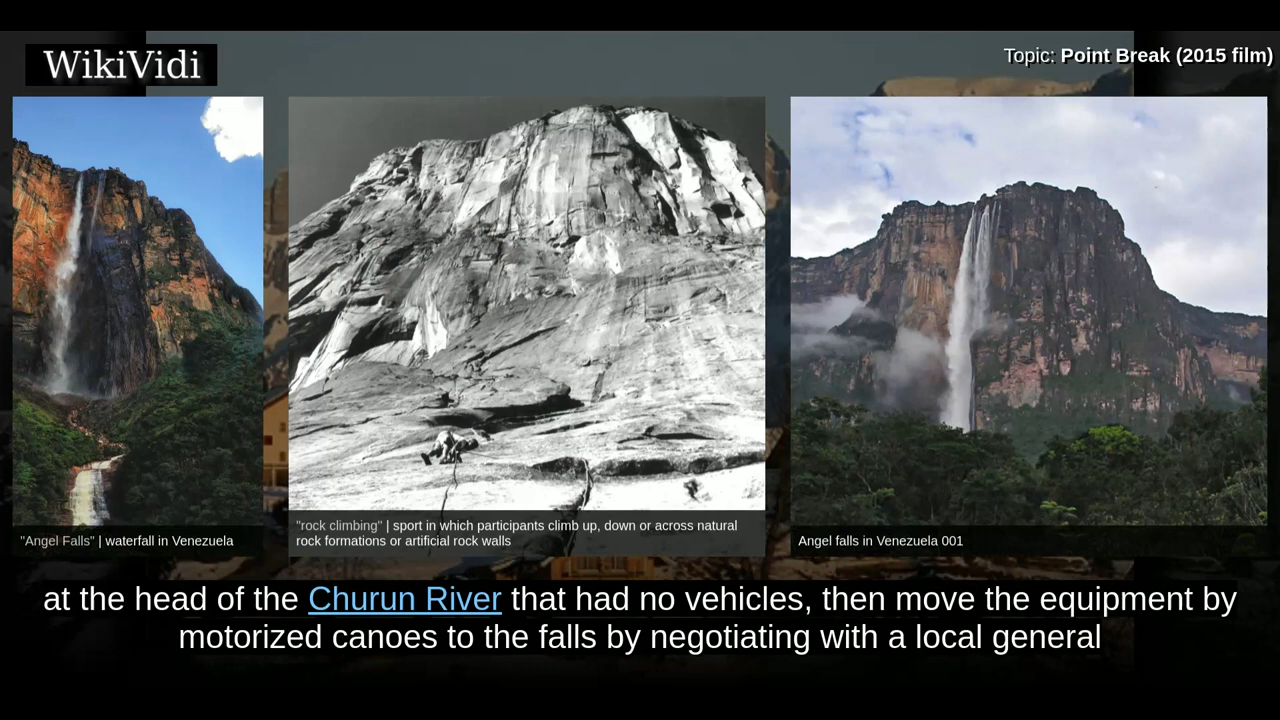 WikiVidi
Topic: Point Break (2015 film)
"Angel Falls" | waterfall in Venezuela
"rock climbing" | sport in which participants climb up, down or across natural
rock formations or artificial rock walls
Angel falls in Venezuela 001
at the head of the Churun River that had no vehicles, then move the equipment by
motorized canoes to the falls by negotiating with a local general